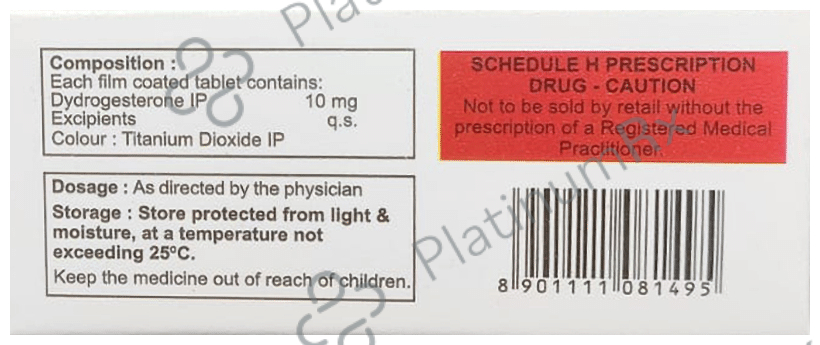 Composition :
Each film coated tablet contains:
Dydrogesterone IP 10 mg
Excipients q.s.
Colour : Titanium Dioxide IP
Dosage : As directed by the physician
Storage : Store protected from light &
moisture, at a temperature not
exceeding 25ºC.
Keep the medicine out of reach of children.
SCHEDULE H PRESCRIPTION
DRUG - CAUTION
Not to be sold by retail without the
prescription of a Registered Medical
Practitioner.
8 901111 081495
PlatinumRx